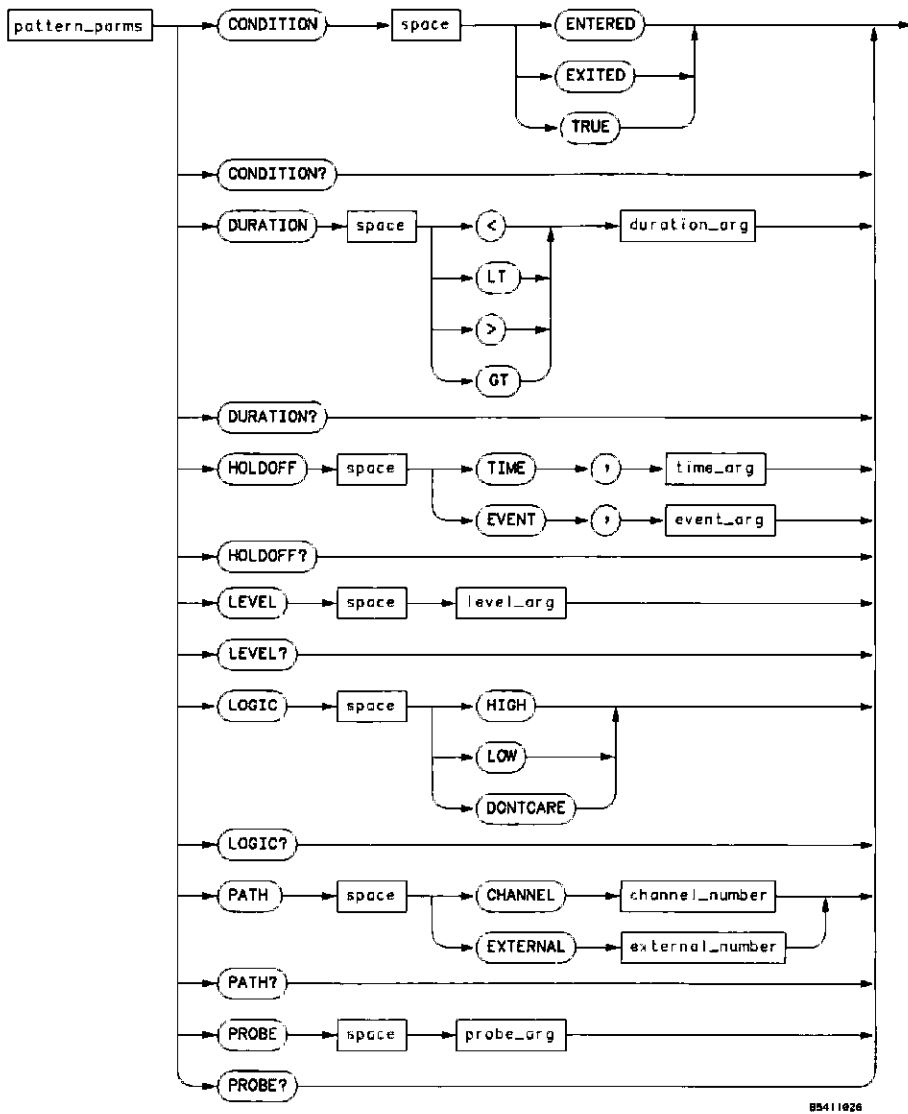 pattern_parms CONDITION space ENTERED
EXITED
TRUE
CONDITION?
DURATION space < duration_arg
LT
>
GT
DURATION?
HOLDOFF space TIME , time_arg
EVENT , event_arg
HOLDOFF?
LEVEL space level_arg
LEVEL?
LOGIC space HIGH
LOW
DONTCARE
LOGIC?
PATH space CHANNEL channel_number
EXTERNAL external_number
PATH?
PROBE space probe_arg
PROBE?
85411026